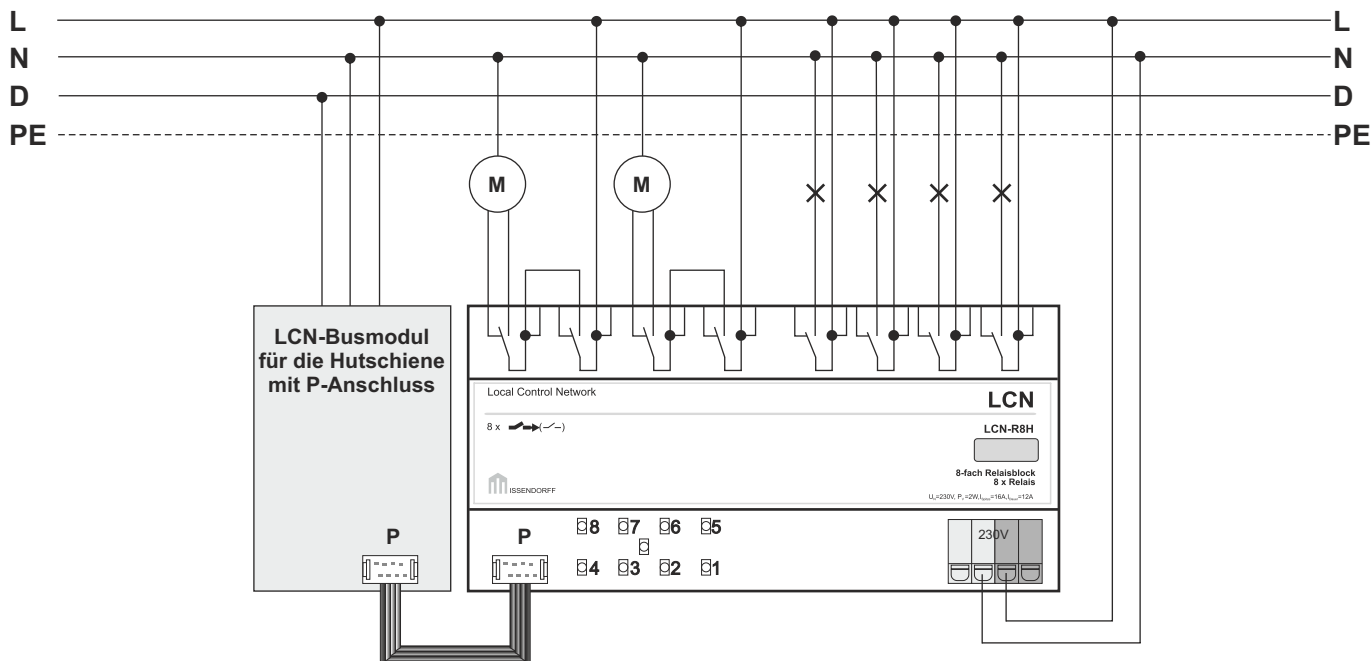 L L
N N
D D
PE PE
M M
LCN-Busmodul
für die Hutschiene
mit P-Anschluss
Local Control Network
LCN
8 x
LCN-R8H
8-fach Relaisblock
8 x Relais
ISSENDORFF
P P
8 7 6 5
4 3 2 1
230V